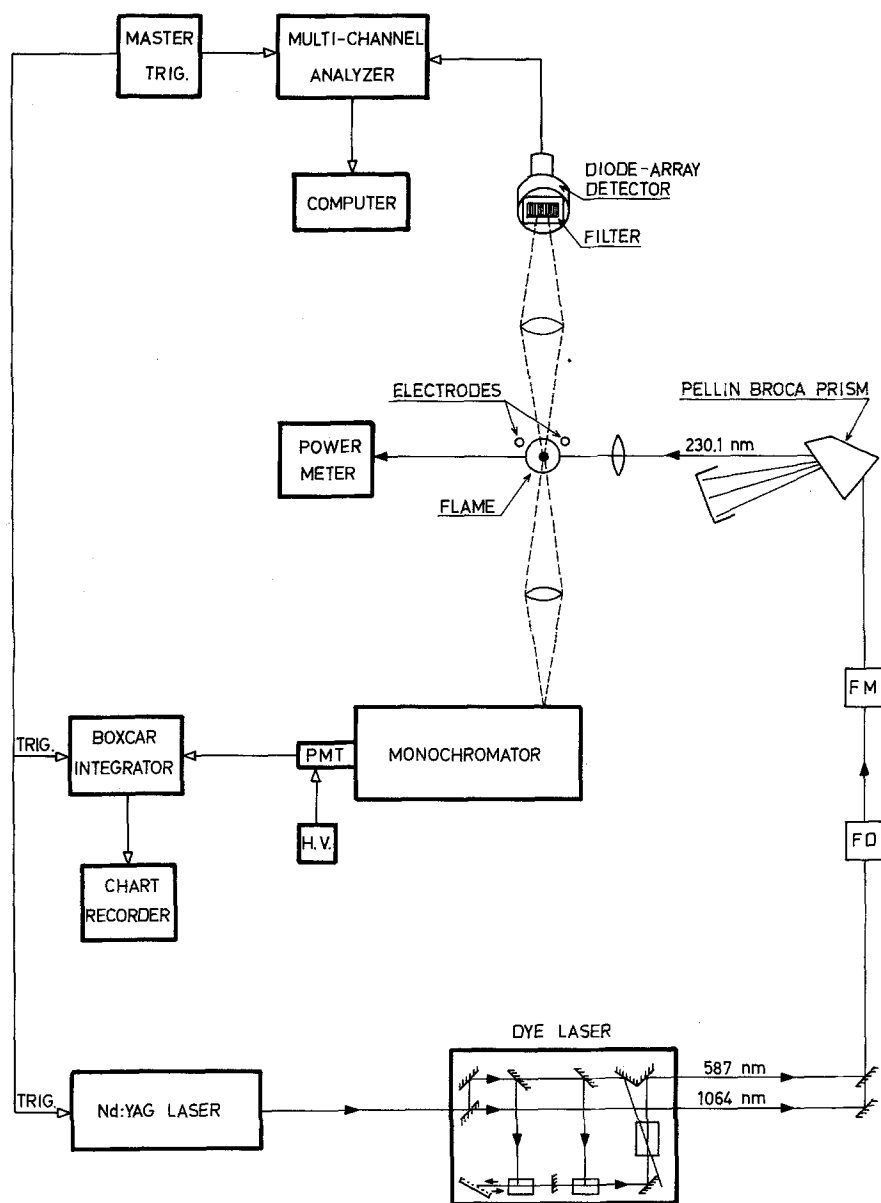 MASTER
TRIG.
MULTI-CHANNEL
ANALYZER
COMPUTER
DIODE-ARRAY
DETECTOR
FILTER
ELECTRODES
PELLIN BROCA PRISM
230.1 nm
POWER
METER
FLAME
FM
TRIG.
BOXCAR
INTEGRATOR
PMT
MONOCHROMATOR
H.V.
FD
CHART
RECORDER
DYE LASER
587 nm
1064 nm
TRIG.
Nd:YAG LASER